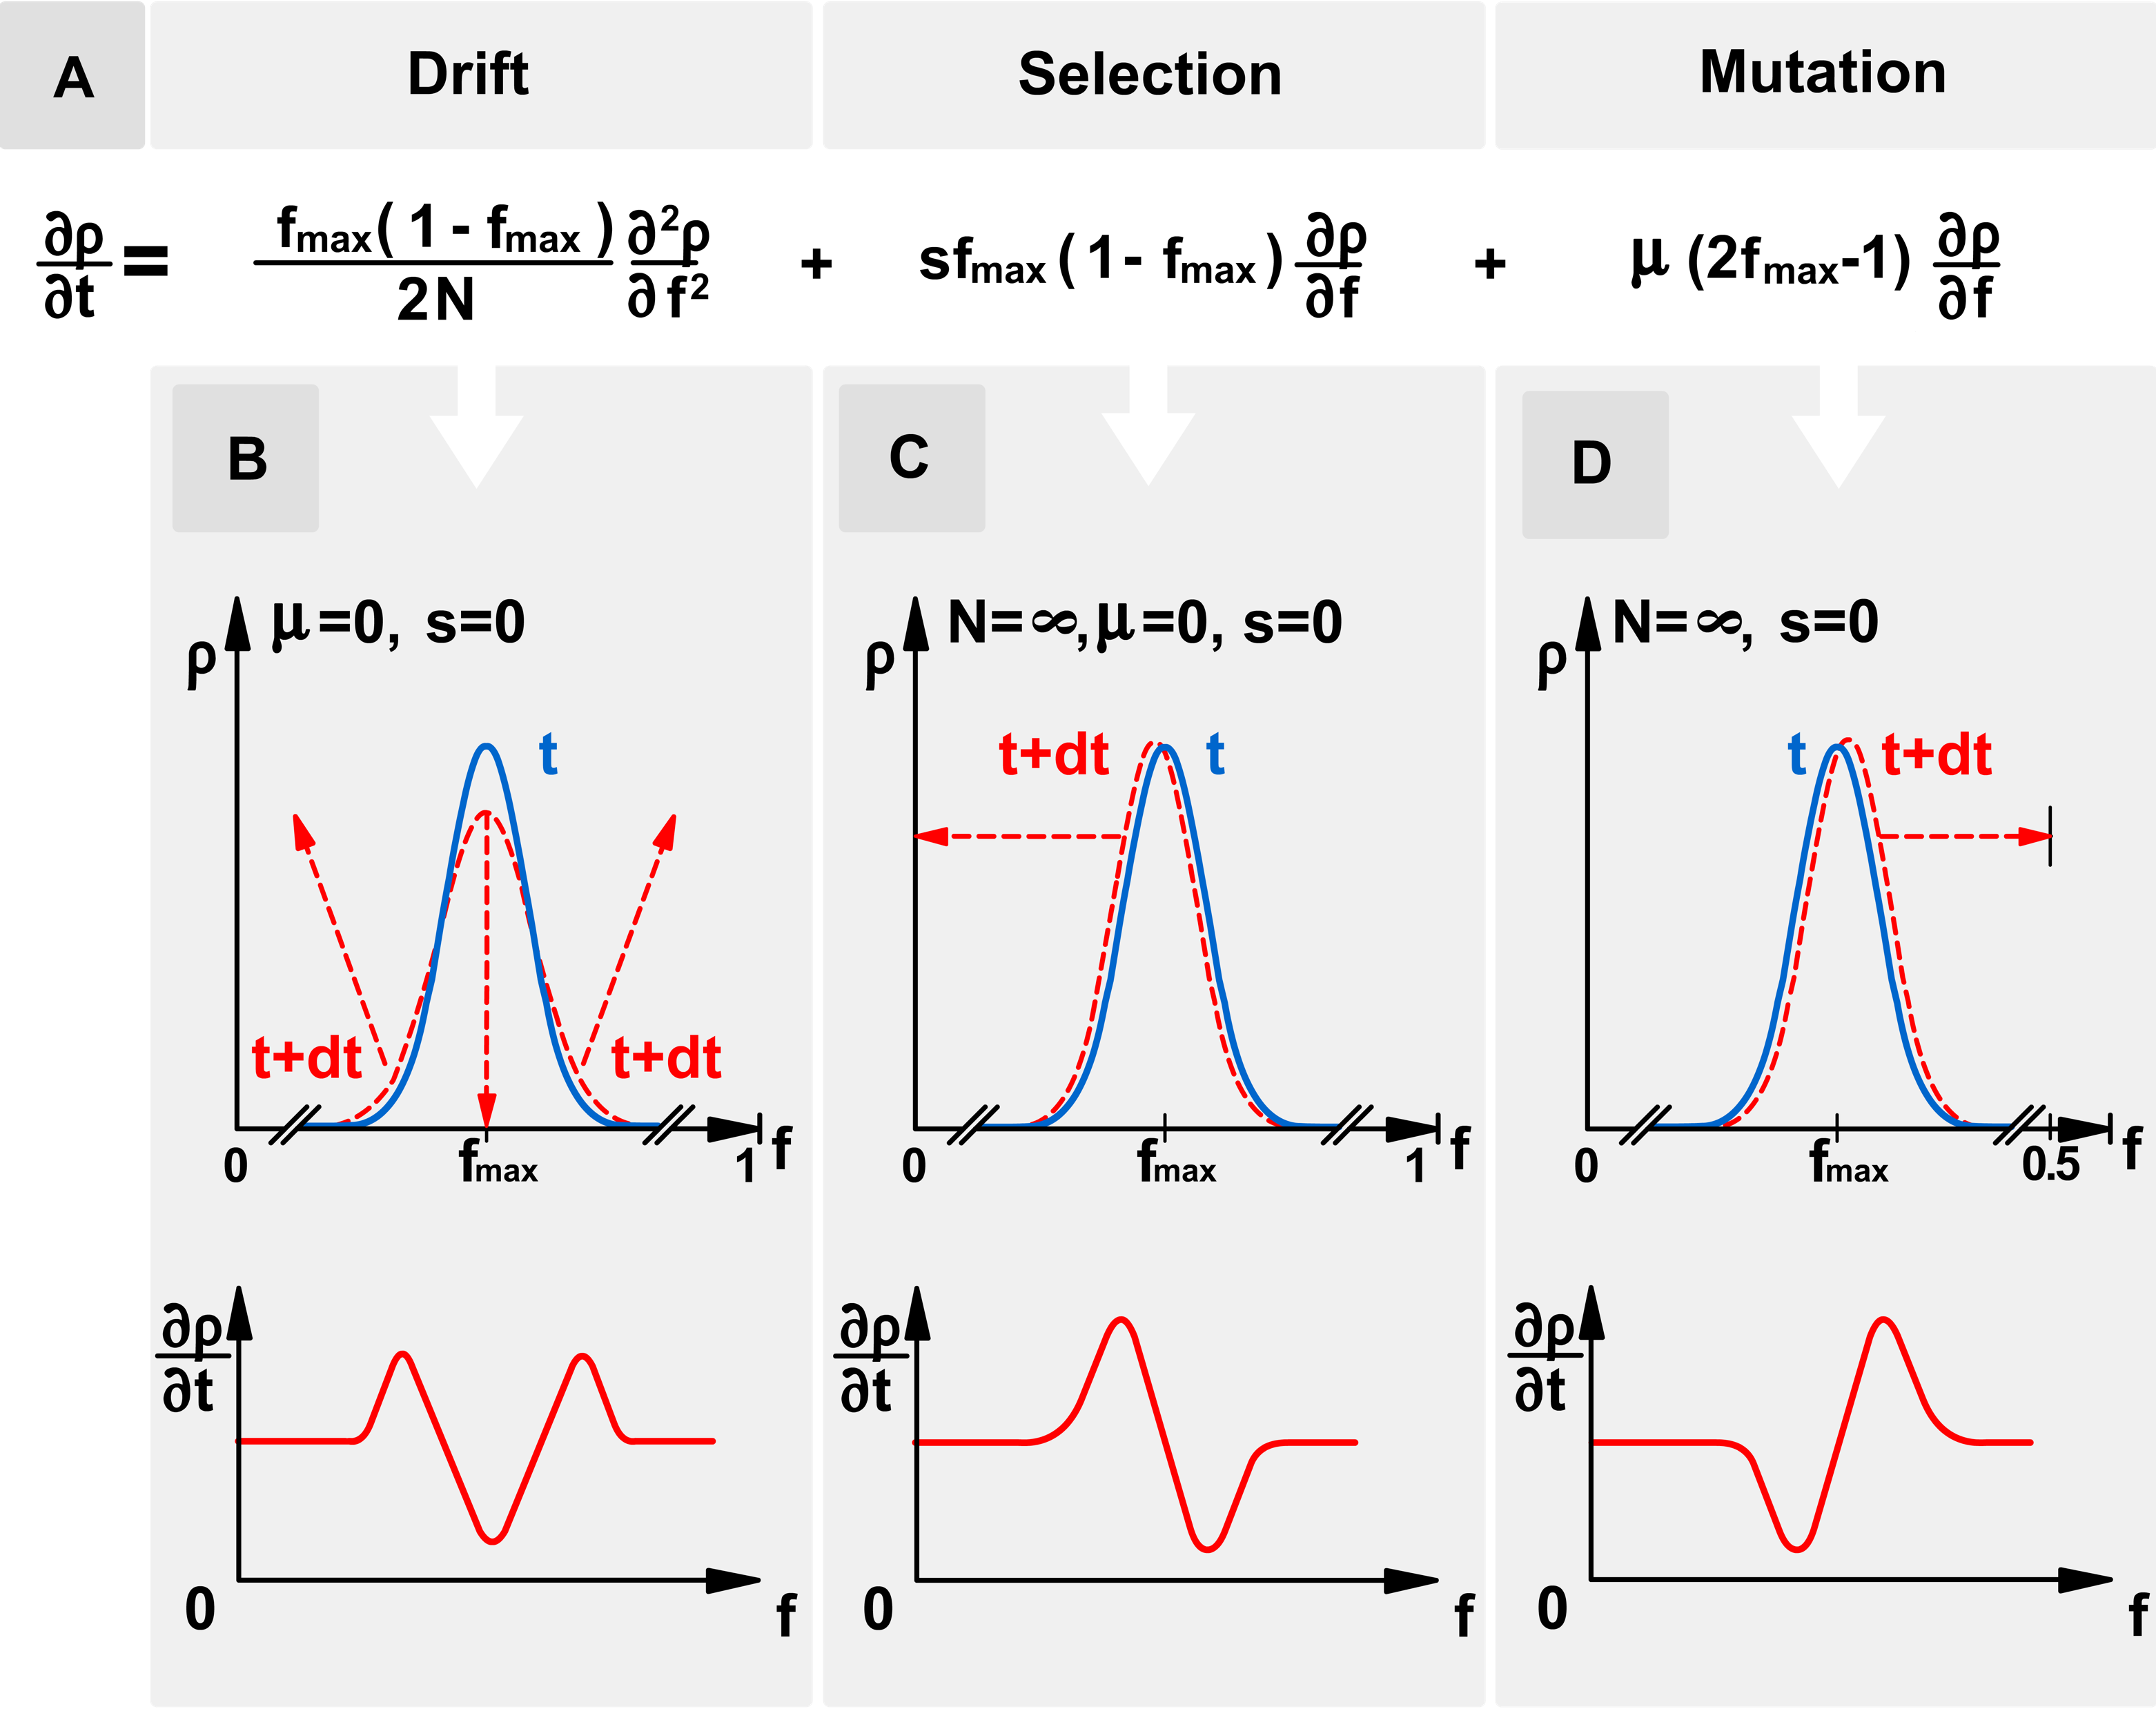 A Drift Selection Mutation
∂ρ/∂t = fmax(1 - fmax)/2N ∂²ρ/∂f² + sfmax(1- fmax) ∂ρ/∂f + μ(2fmax-1) ∂ρ/∂f
B
μ=0, s=0
ρ
t
t+dt
t+dt
0
fmax
1
f
∂ρ/∂t
0
f
C
N=∞, μ=0, s=0
ρ
t+dt
t
0
fmax
1
f
∂ρ/∂t
0
f
D
N=∞, s=0
ρ
t
t+dt
0
fmax
0.5
f
∂ρ/∂t
0
f